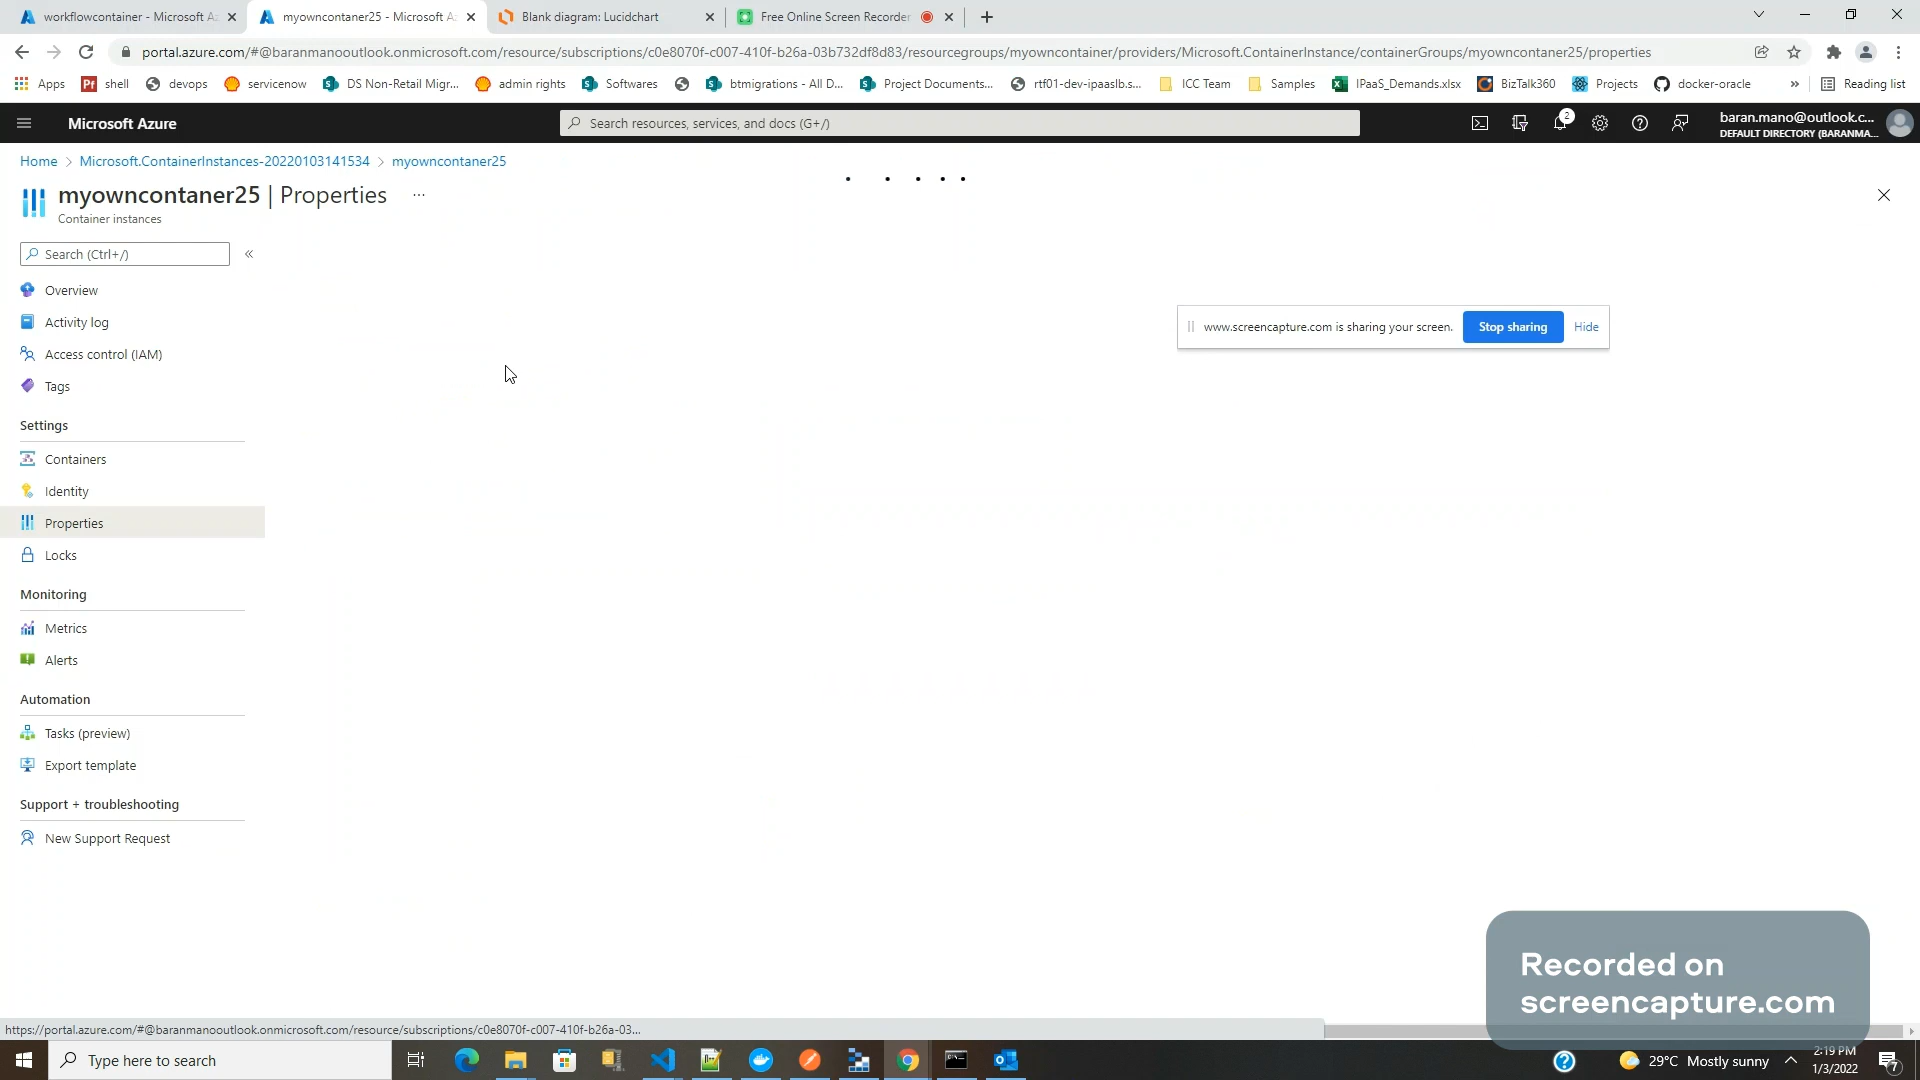 workflowcontainer - Microsoft A
myowncontaner25 - Microsoft A
Blank diagram: Lucidchart
Free Online Screen Recorder
portal.azure.com/#@baranmanooutlook.onmicrosoft.com/resource/subscriptions/c0e8070f-c007-410f-b26a-03b732df8d83/resourcegroups/myowncontainer/providers/Microsoft.ContainerInstance/containerGroups/myowncontaner25/properties
Apps
Pf shell
devops
servicenow
DS Non-Retail Migr...
admin rights
Softwares
btmigrations - All D...
Project Documents...
rtf01-dev-ipaaslb.s...
ICC Team
Samples
IPaaS_Demands.xlsx
BizTalk360
Projects
docker-oracle
»
Reading list
Microsoft Azure
Search resources, services, and docs (G+/)
2
baran.mano@outlook.c...
DEFAULT DIRECTORY (BARANMA...
Home > Microsoft.ContainerInstances-20220103141534 > myowncontaner25
myowncontaner25 | Properties ...
Container instances
Search (Ctrl+/)
«
Overview
Activity log
Access control (IAM)
Tags
Settings
Containers
Identity
Properties
Locks
Monitoring
Metrics
Alerts
Automation
Tasks (preview)
Export template
Support + troubleshooting
New Support Request
www.screencapture.com is sharing your screen.
Stop sharing
Hide
Recorded on
screencapture.com
https://portal.azure.com/#@baranmanooutlook.onmicrosoft.com/resource/subscriptions/c0e8070f-c007-410f-b26a-03...
Type here to search
29°C Mostly sunny
2:19 PM
1/3/2022
7